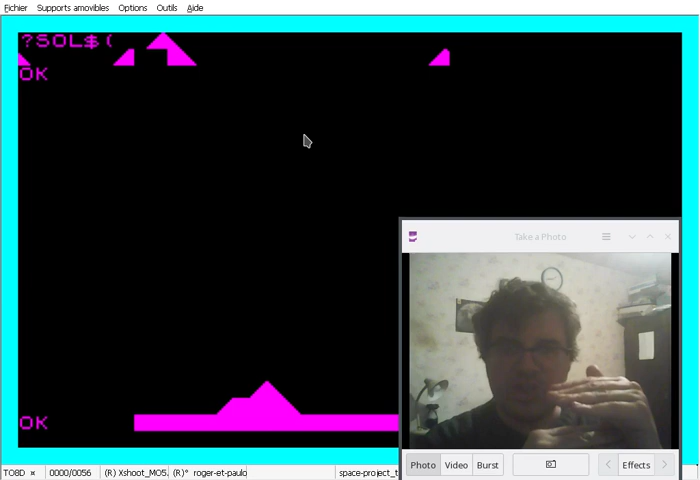 Fichier Supports amovibles Options Outils Aide
?SOL$(
OK
Take a Photo
OK
Photo Video Burst Effects
TO8D × 0000/0056 (R) Xshoot_MO5. (R)° roger-et-paulo space-project_t